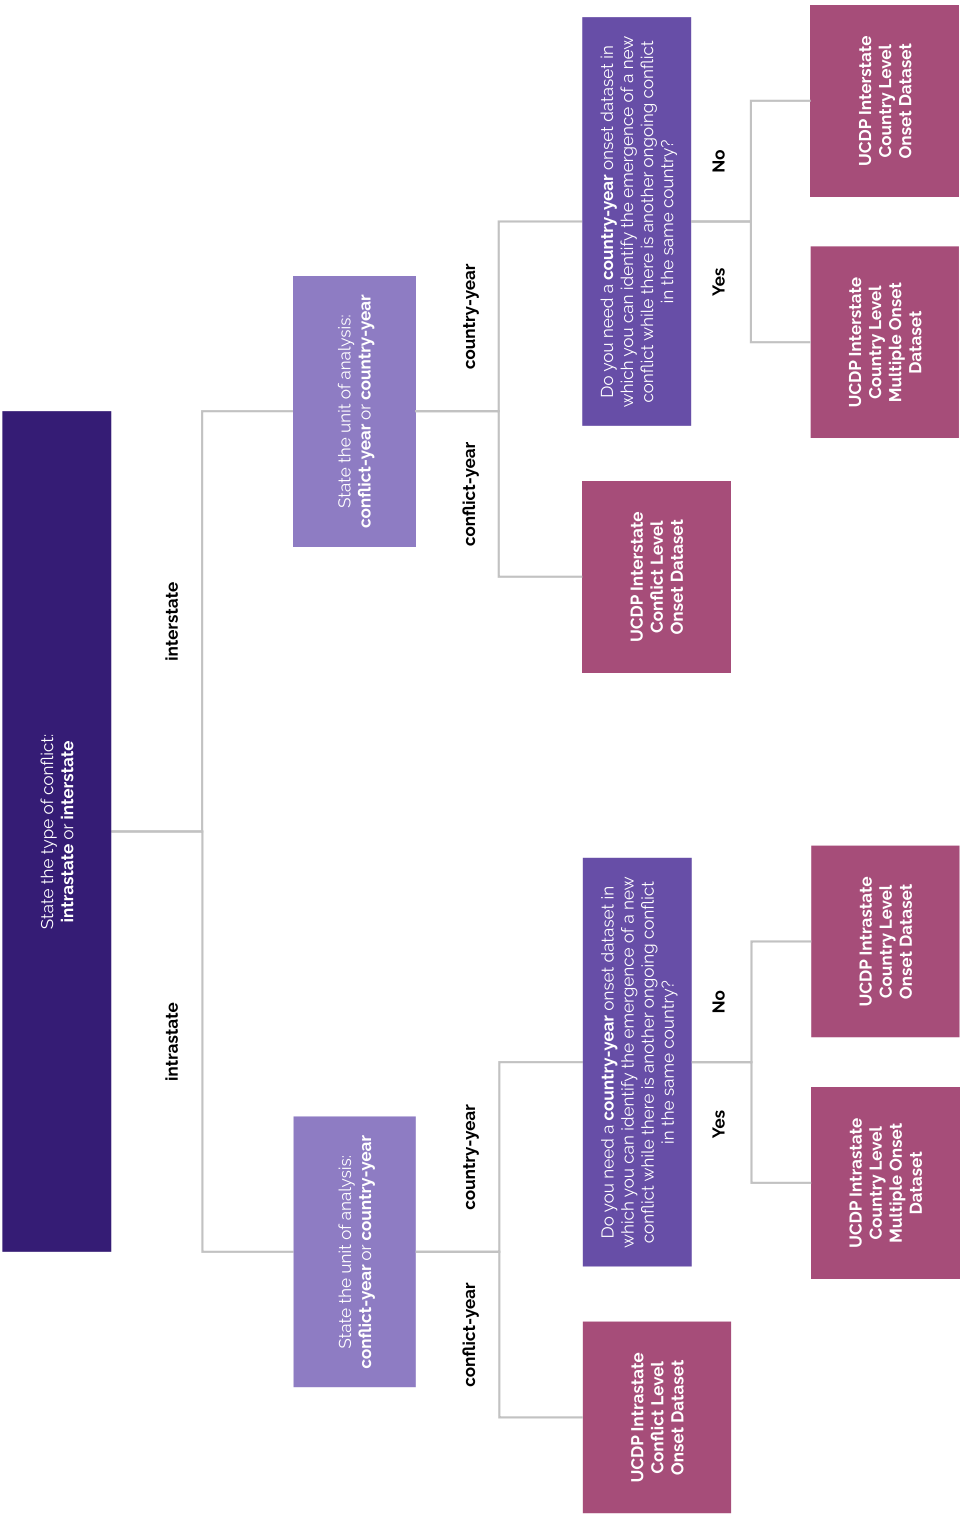 State the type of conflict:
intrastate or interstate
intrastate
interstate
State the unit of analysis:
conflict-year or country-year
State the unit of analysis:
conflict-year or country-year
conflict-year
country-year
conflict-year
country-year
UCDP Intrastate
Conflict Level
Onset Dataset
Do you need a country-year onset dataset in
which you can identify the emergence of a new
conflict while there is another ongoing conflict
in the same country?
UCDP Interstate
Conflict Level
Onset Dataset
Do you need a country-year onset dataset in
which you can identify the emergence of a new
conflict while there is another ongoing conflict
in the same country?
Yes
No
Yes
No
UCDP Intrastate
Country Level
Multiple Onset
Dataset
UCDP Intrastate
Country Level
Onset Dataset
UCDP Interstate
Country Level
Multiple Onset
Dataset
UCDP Interstate
Country Level
Onset Dataset